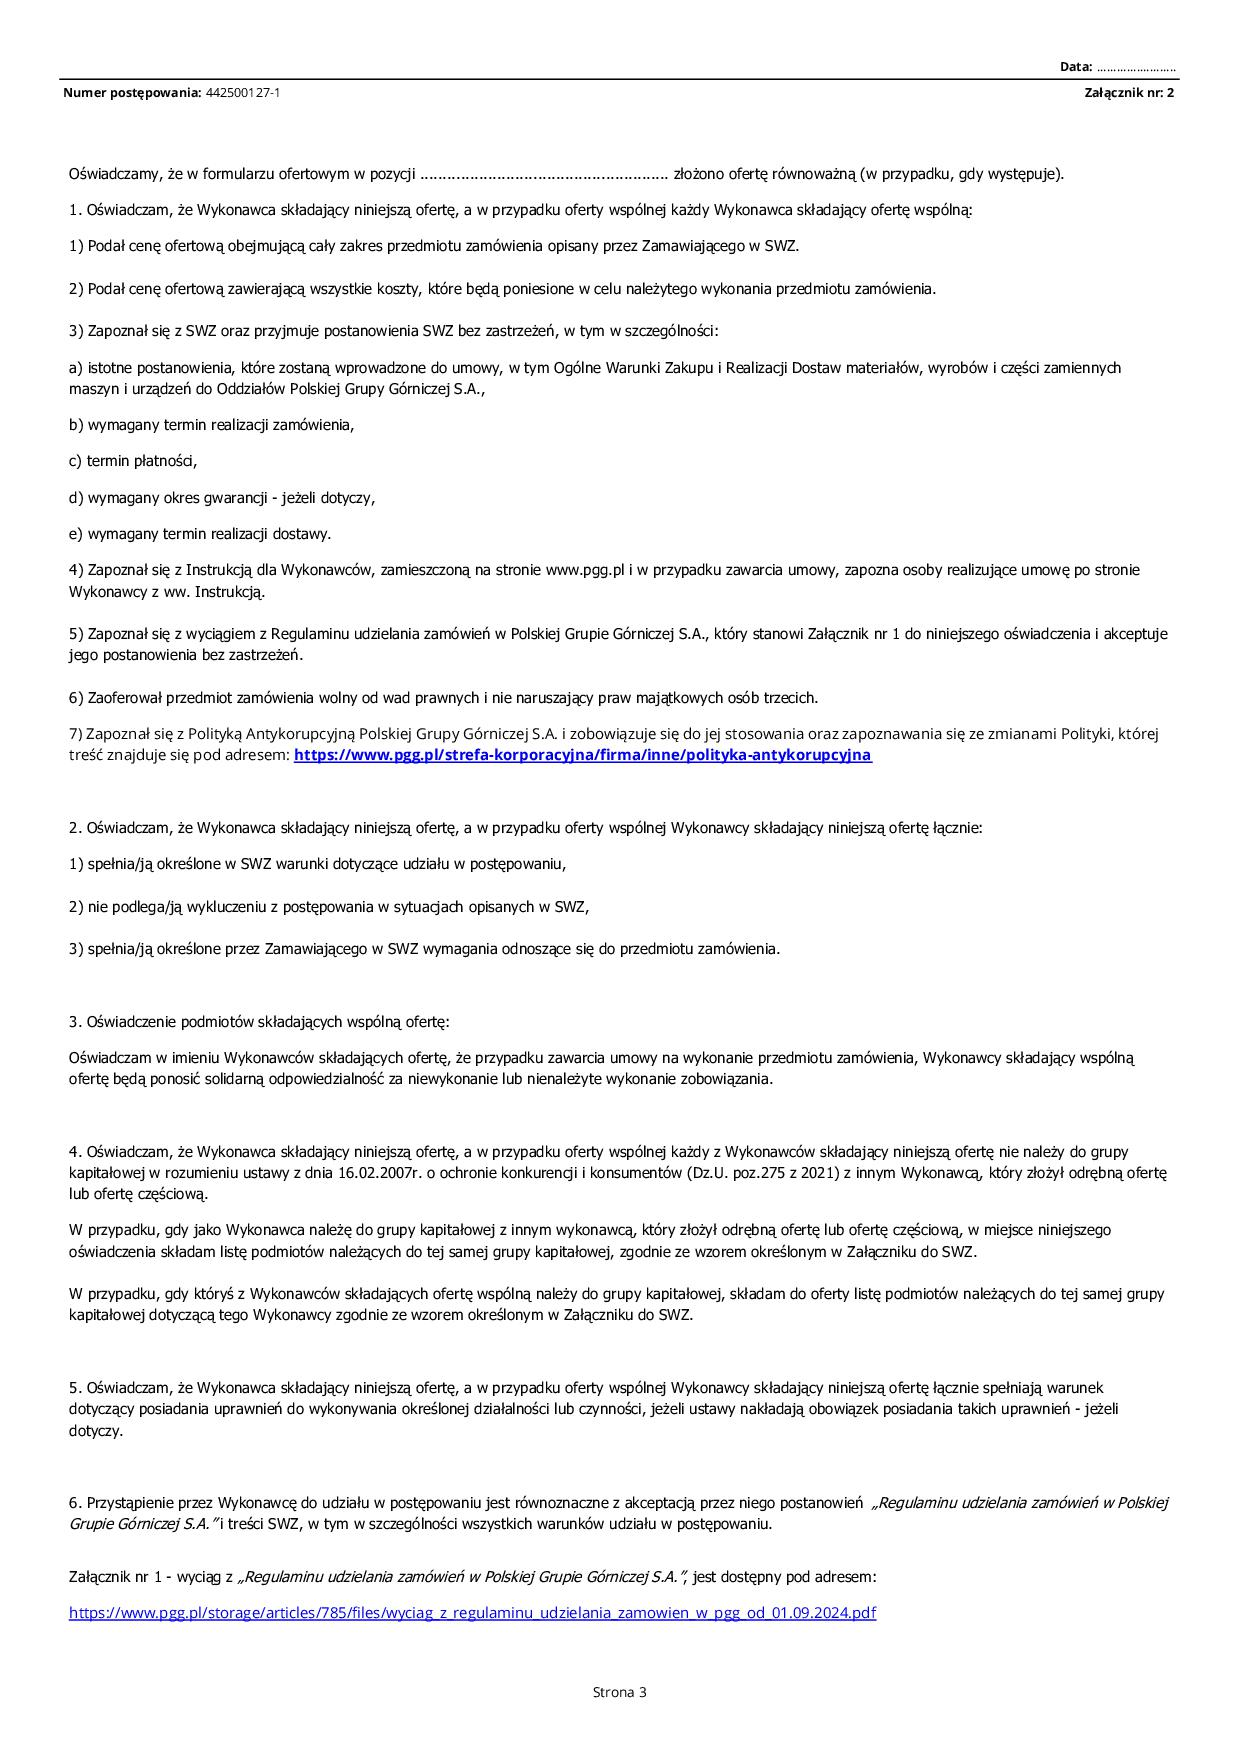 Data: ........................
Numer postępowania: 442500127-1 Załącznik nr: 2
Oświadczamy, że w formularzu ofertowym w pozycji ....................................................... złożono ofertę równoważną (w przypadku, gdy występuje).
1. Oświadczam, że Wykonawca składający niniejszą ofertę, a w przypadku oferty wspólnej każdy Wykonawca składający ofertę wspólną:
1) Podał cenę ofertową obejmującą cały zakres przedmiotu zamówienia opisany przez Zamawiającego w SWZ.
2) Podał cenę ofertową zawierającą wszystkie koszty, które będą poniesione w celu należytego wykonania przedmiotu zamówienia.
3) Zapoznał się z SWZ oraz przyjmuje postanowienia SWZ bez zastrzeżeń, w tym w szczególności:
a) istotne postanowienia, które zostaną wprowadzone do umowy, w tym Ogólne Warunki Zakupu i Realizacji Dostaw materiałów, wyrobów i części zamiennych
maszyn i urządzeń do Oddziałów Polskiej Grupy Górniczej S.A.,
b) wymagany termin realizacji zamówienia,
c) termin płatności,
d) wymagany okres gwarancji - jeżeli dotyczy,
e) wymagany termin realizacji dostawy.
4) Zapoznał się z Instrukcją dla Wykonawców, zamieszczoną na stronie www.pgg.pl i w przypadku zawarcia umowy, zapozna osoby realizujące umowę po stronie
Wykonawcy z ww. Instrukcją.
5) Zapoznał się z wyciągiem z Regulaminu udzielania zamówień w Polskiej Grupie Górniczej S.A., który stanowi Załącznik nr 1 do niniejszego oświadczenia i akceptuje
jego postanowienia bez zastrzeżeń.
6) Zaoferował przedmiot zamówienia wolny od wad prawnych i nie naruszający praw majątkowych osób trzecich.
7) Zapoznał się z Polityką Antykorupcyjną Polskiej Grupy Górniczej S.A. i zobowiązuje się do jej stosowania oraz zapoznawania się ze zmianami Polityki, której
treść znajduje się pod adresem: https://www.pgg.pl/strefa-korporacyjna/firma/inne/polityka-antykorupcyjna
2. Oświadczam, że Wykonawca składający niniejszą ofertę, a w przypadku oferty wspólnej Wykonawcy składający niniejszą ofertę łącznie:
1) spełnia/ją określone w SWZ warunki dotyczące udziału w postępowaniu,
2) nie podlega/ją wykluczeniu z postępowania w sytuacjach opisanych w SWZ,
3) spełnia/ją określone przez Zamawiającego w SWZ wymagania odnoszące się do przedmiotu zamówienia.
3. Oświadczenie podmiotów składających wspólną ofertę:
Oświadczam w imieniu Wykonawców składających ofertę, że przypadku zawarcia umowy na wykonanie przedmiotu zamówienia, Wykonawcy składający wspólną
ofertę będą ponosić solidarną odpowiedzialność za niewykonanie lub nienależyte wykonanie zobowiązania.
4. Oświadczam, że Wykonawca składający niniejszą ofertę, a w przypadku oferty wspólnej każdy z Wykonawców składający niniejszą ofertę nie należy do grupy
kapitałowej w rozumieniu ustawy z dnia 16.02.2007r. o ochronie konkurencji i konsumentów (Dz.U. poz.275 z 2021) z innym Wykonawcą, który złożył odrębną ofertę
lub ofertę częściową.
W przypadku, gdy jako Wykonawca należę do grupy kapitałowej z innym wykonawcą, który złożył odrębną ofertę lub ofertę częściową, w miejsce niniejszego
oświadczenia składam listę podmiotów należących do tej samej grupy kapitałowej, zgodnie ze wzorem określonym w Załączniku do SWZ.
W przypadku, gdy któryś z Wykonawców składających ofertę wspólną należy do grupy kapitałowej, składam do oferty listę podmiotów należących do tej samej grupy
kapitałowej dotyczącą tego Wykonawcy zgodnie ze wzorem określonym w Załączniku do SWZ.
5. Oświadczam, że Wykonawca składający niniejszą ofertę, a w przypadku oferty wspólnej Wykonawcy składający niniejszą ofertę łącznie spełniają warunek
dotyczący posiadania uprawnień do wykonywania określonej działalności lub czynności, jeżeli ustawy nakładają obowiązek posiadania takich uprawnień - jeżeli
dotyczy.
6. Przystąpienie przez Wykonawcę do udziału w postępowaniu jest równoznaczne z akceptacją przez niego postanowień „Regulaminu udzielania zamówień w Polskiej
Grupie Górniczej S.A.” i treści SWZ, w tym w szczególności wszystkich warunków udziału w postępowaniu.
Załącznik nr 1 - wyciąg z „Regulaminu udzielania zamówień w Polskiej Grupie Górniczej S.A.”, jest dostępny pod adresem:
https://www.pgg.pl/storage/articles/785/files/wyciag_z_regulaminu_udzielania_zamowien_w_pgg_od_01.09.2024.pdf
Strona 3